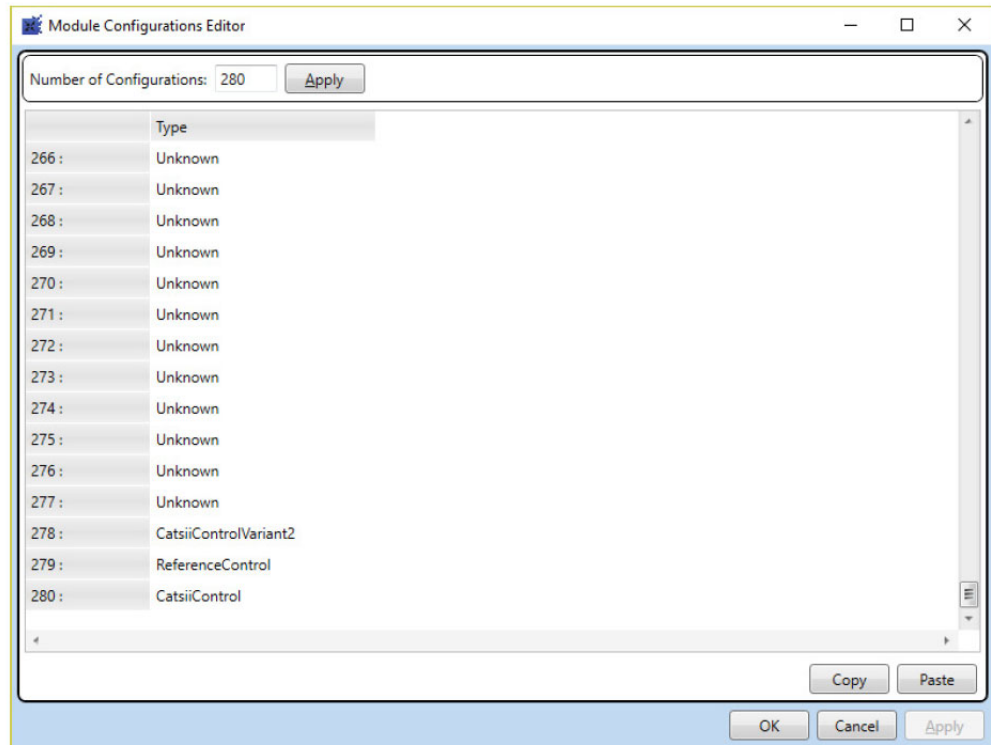 Module Configurations Editor
Number of Configurations: 280 Apply
Type
266 : Unknown
267 : Unknown
268 : Unknown
269 : Unknown
270 : Unknown
271 : Unknown
272 : Unknown
273 : Unknown
274 : Unknown
275 : Unknown
276 : Unknown
277 : Unknown
278 : CatsiiControlVariant2
279 : ReferenceControl
280 : CatsiiControl
Copy Paste
OK Cancel Apply